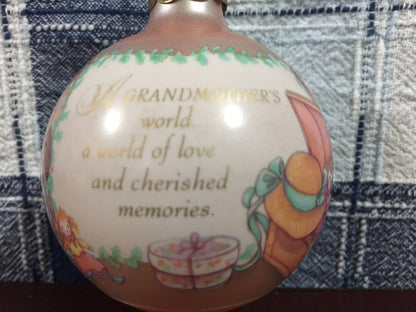 A GRANDMOTHER'S
world...
a world of love
and cherished
memories.